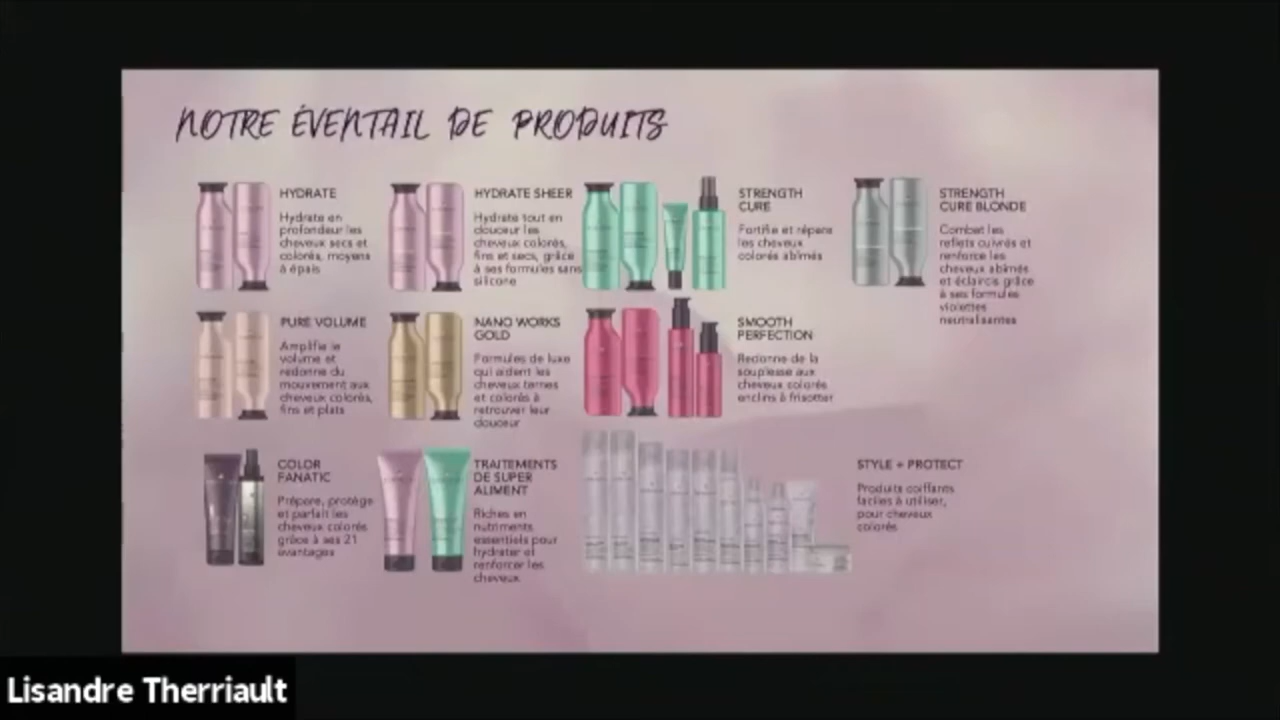 NOTRE ÉVENTAIL DE PRODUITS
HYDRATE
Hydrate en
profondeur les
cheveux secs et
colorés, moyens
à épais
HYDRATE SHEER
Hydrate tout en
douceur les
cheveux colorés,
fins et secs, grâce
à ses formules sans
silicone
STRENGTH
CURE
Fortifie et répare
les cheveux
colorés abîmés
STRENGTH
CURE BLONDE
Combat les
reflets cuivrés et
renforce les
cheveux abîmés
et éclaircis grâce
à ses formules
violettes
neutralisantes
PURE VOLUME
Amplifie le
volume et
redonne du
mouvement aux
cheveux colorés,
fins et plats
NANO WORKS
GOLD
Formules de luxe
qui aident les
cheveux ternes
et colorés à
retrouver leur
douceur
SMOOTH
PERFECTION
Redonne de la
souplesse aux
cheveux colorés
enclins à frisotter
COLOR
FANATIC
Prépare, protège
et parfait les
cheveux colorés
grâce à ses 21
avantages
TRAITEMENTS
DE SUPER
ALIMENT
Riches en
nutriments
essentiels pour
hydrater et
renforcer les
cheveux
STYLE + PROTECT
Produits coiffants
faciles à utiliser,
pour cheveux
colorés
Lisandre Therriault